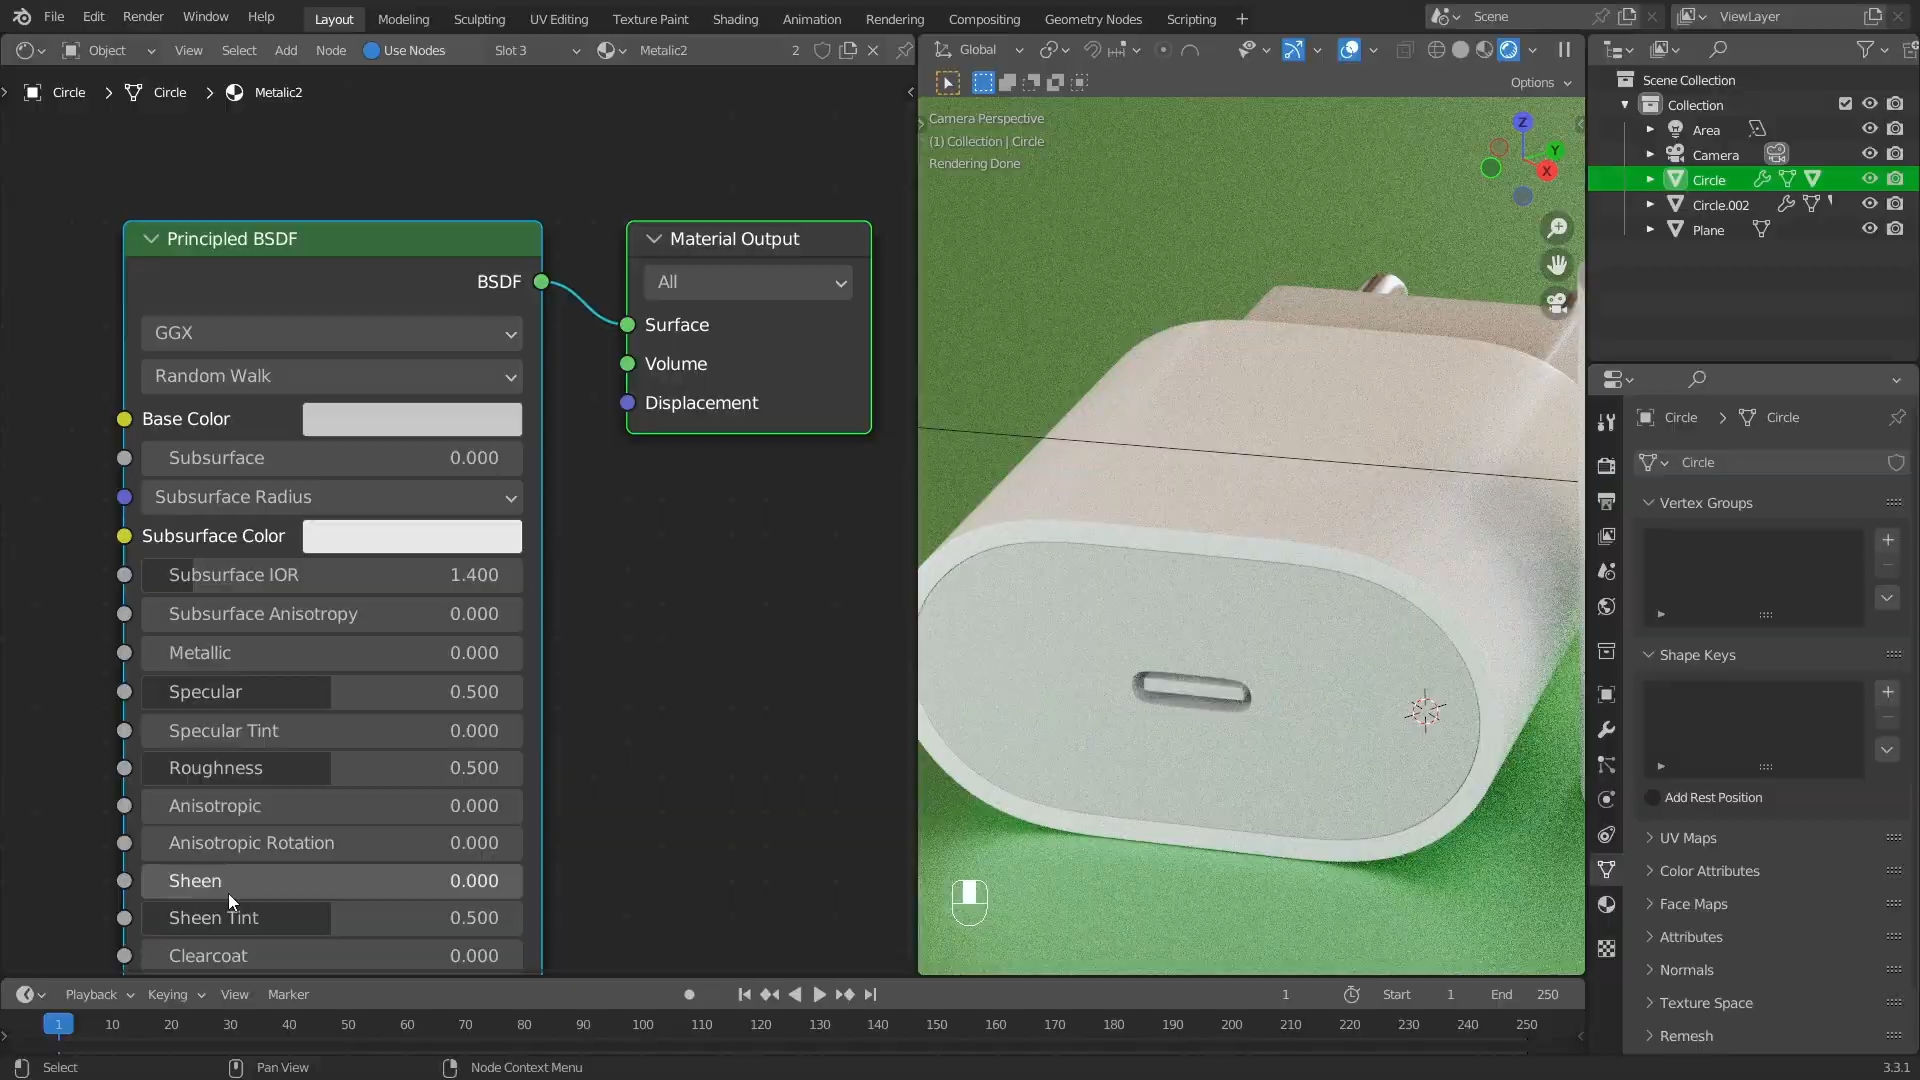 File Edit Render Window Help Layout Modeling Sculpting UV Editing Texture Paint Shading Animation Rendering Compositing Geometry Nodes Scripting + Scene ViewLayer
Object View Select Add Node Use Nodes Slot 3 Metalic2 2 Global
Options
Circle > Circle > Metalic2
Camera Perspective
(1) Collection | Circle
Rendering Done
Z
Y
X
Scene Collection
Collection
Area
Camera
Circle
Circle.002
Plane
Principled BSDF
BSDF
GGX
Random Walk
Base Color
Subsurface 0.000
Subsurface Radius
Subsurface Color
Subsurface IOR 1.400
Subsurface Anisotropy 0.000
Metallic 0.000
Specular 0.500
Specular Tint 0.000
Roughness 0.500
Anisotropic 0.000
Anisotropic Rotation 0.000
Sheen 0.000
Sheen Tint 0.500
Clearcoat 0.000
Material Output
All
Surface
Volume
Displacement
Circle > Circle
Circle
Vertex Groups
Shape Keys
Add Rest Position
UV Maps
Color Attributes
Face Maps
Attributes
Normals
Texture Space
Remesh
Playback Keying View Marker 1 Start 1 End 250
1 10 20 30 40 50 60 70 80 90 100 110 120 130 140 150 160 170 180 190 200 210 220 230 240 250
Select Pan View Node Context Menu 3.3.1